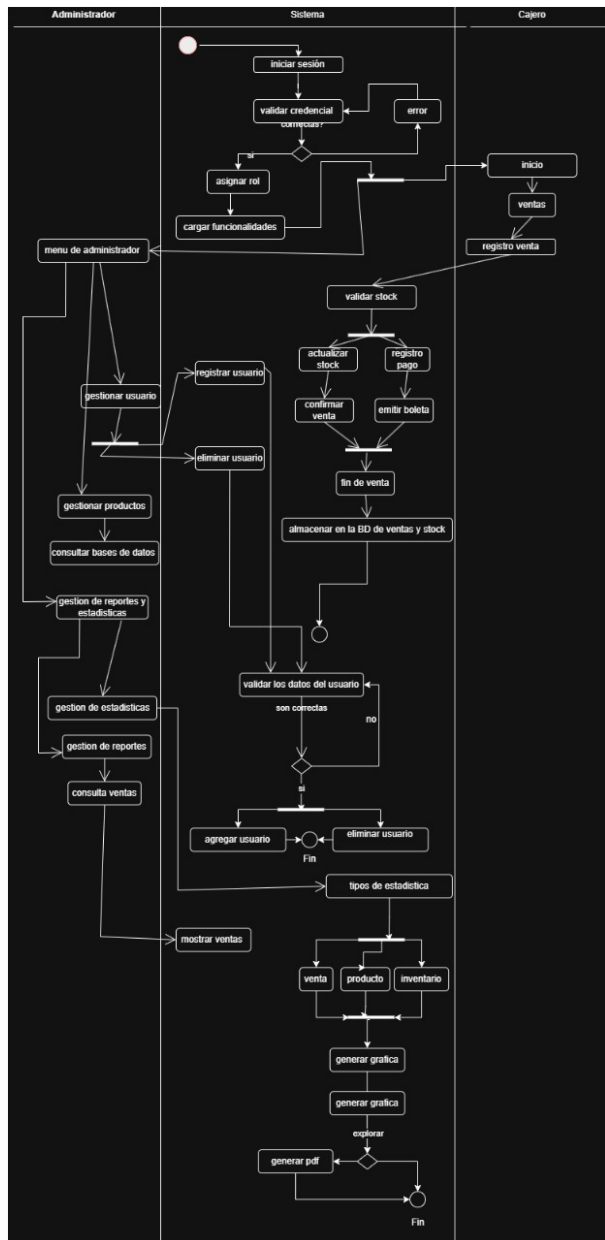 Administrador
Sistema
Cajero
iniciar sesión
validar credencial
correctas?
error
si
asignar rol
inicio
cargar funcionalidades
ventas
menu de administrador
registro venta
validar stock
actualizar
stock
registro
pago
registrar usuario
gestionar usuario
confirmar
venta
emitir boleta
eliminar usuario
fin de venta
gestionar productos
almacenar en la BD de ventas y stock
consultar bases de datos
gestion de reportes y
estadisticas
validar los datos del usuario
gestion de estadisticas
son correctas
no
gestion de reportes
si
consulta ventas
agregar usuario
eliminar usuario
Fin
tipos de estadistica
mostrar ventas
venta
producto
inventario
generar grafica
generar grafica
explorar
generar pdf
Fin